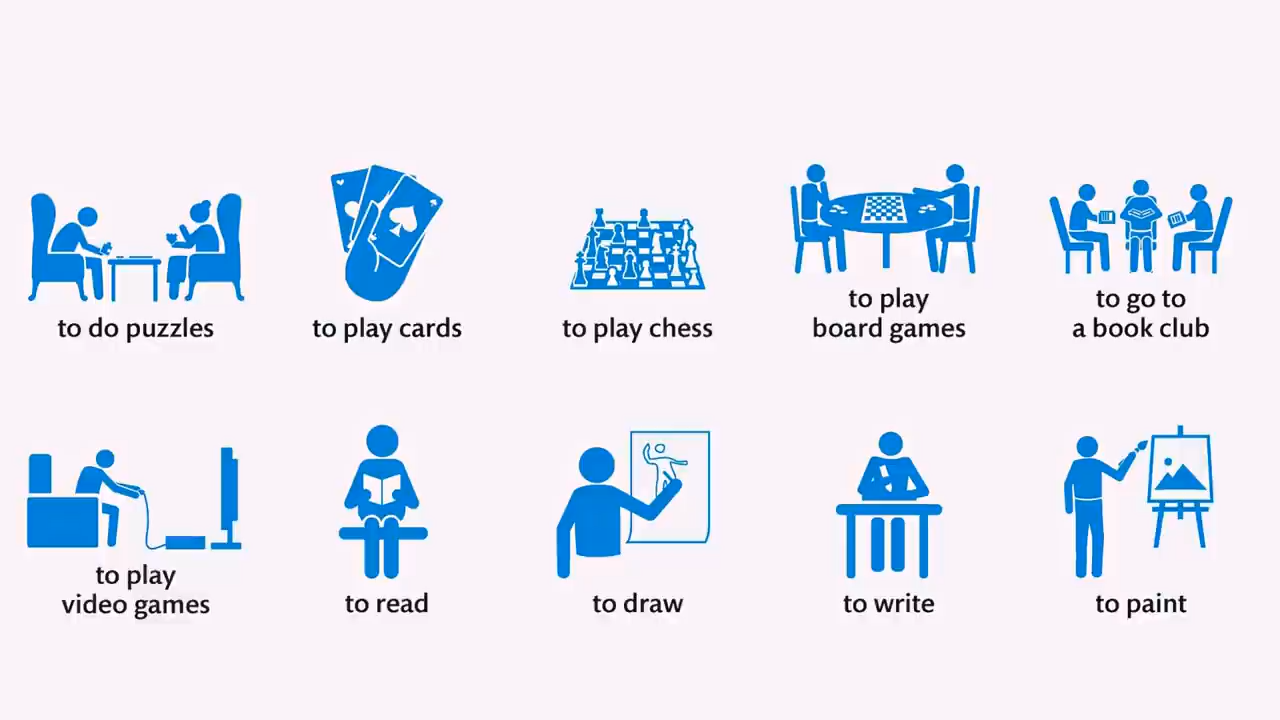 to do puzzles
to play cards
to play chess
to play
board games
to go to
a book club
to play
video games
to read
to draw
to write
to paint